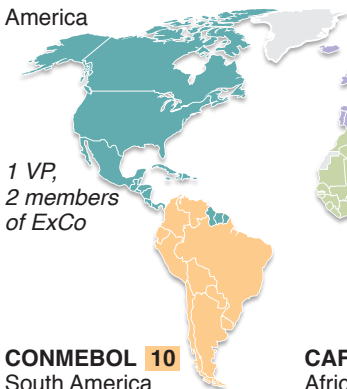 America
1 VP,
2 members
of ExCo
CONMEBOL 10
South America